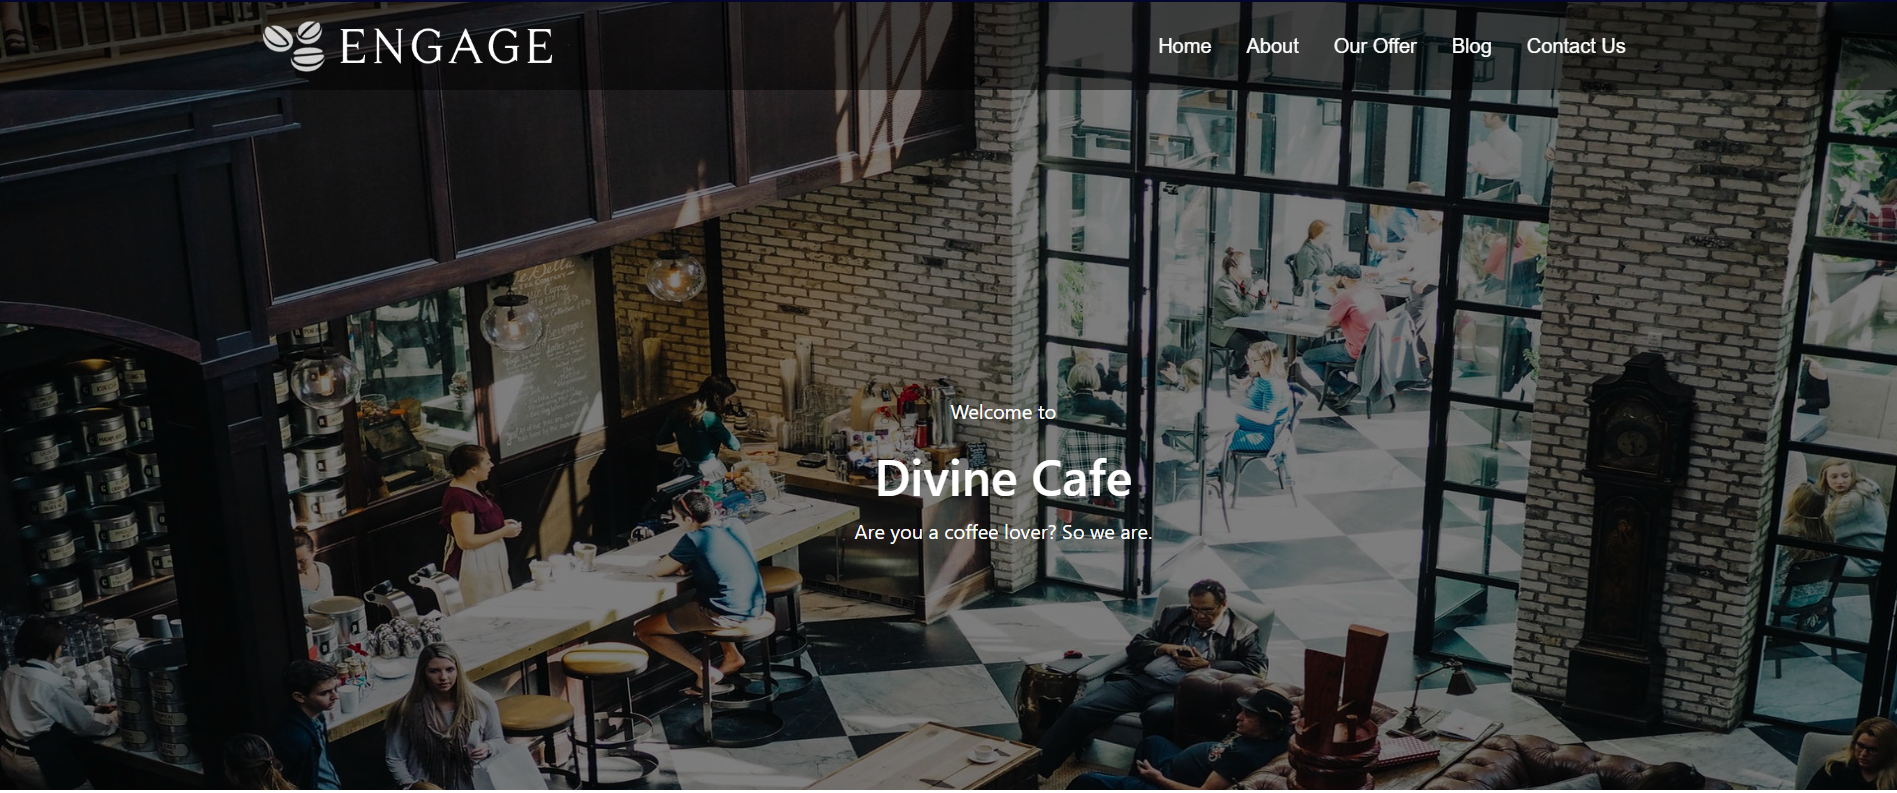 ENGAGE
Home About Our Offer Blog Contact Us
Welcome to
Divine Cafe
Are you a coffee lover? So we are.